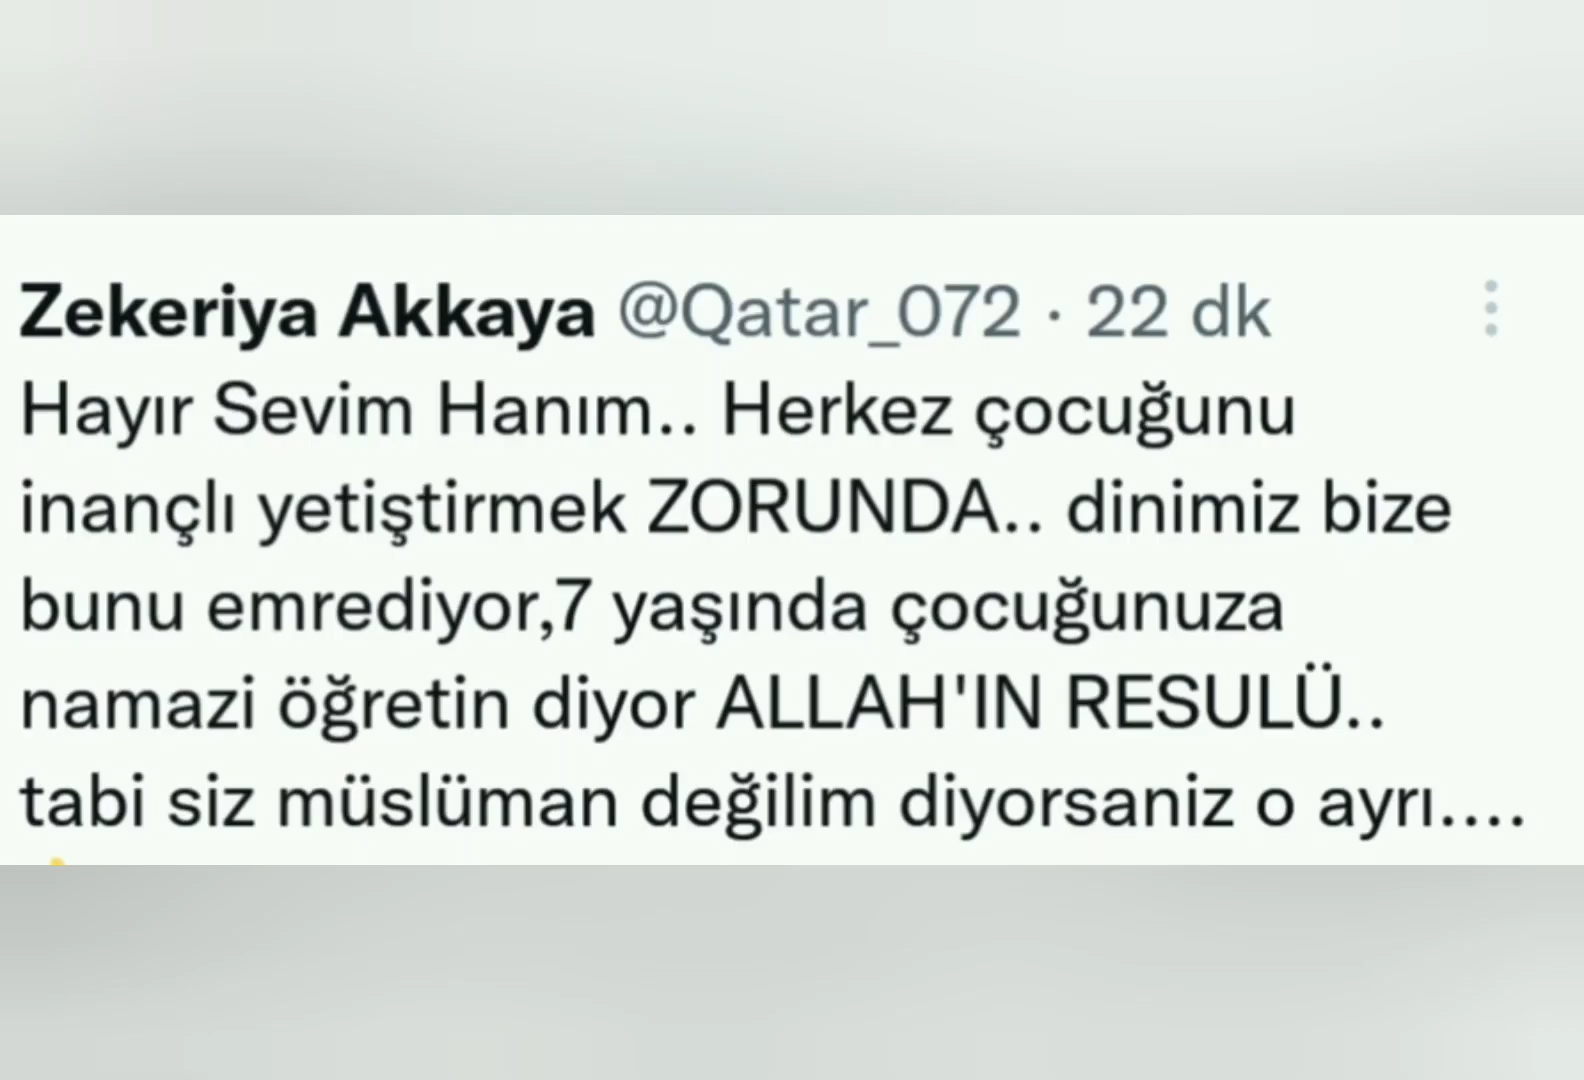 Zekeriya Akkaya @Qatar_072 · 22 dk
Hayır Sevim Hanım.. Herkez çocuğunu
inançlı yetiştirmek ZORUNDA.. dinimiz bize
bunu emrediyor,7 yaşında çocuğunuza
namazi öğretin diyor ALLAH'IN RESULÜ..
tabi siz müslüman değilim diyorsaniz o ayrı....